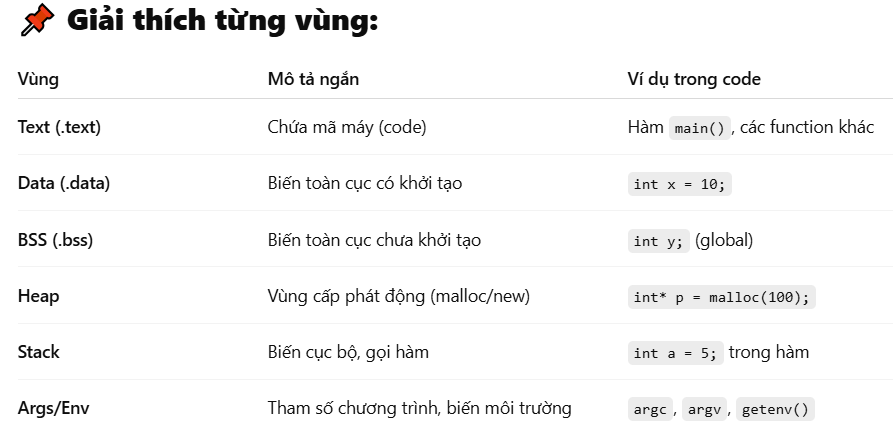 📌 Giải thích từng vùng:
Vùng Mô tả ngắn Ví dụ trong code
Text (.text) Chứa mã máy (code) Hàm main(), các function khác
Data (.data) Biến toàn cục có khởi tạo int x = 10;
BSS (.bss) Biến toàn cục chưa khởi tạo int y; (global)
Heap Vùng cấp phát động (malloc/new) int* p = malloc(100);
Stack Biến cục bộ, gọi hàm int a = 5; trong hàm
Args/Env Tham số chương trình, biến môi trường argc, argv, getenv()